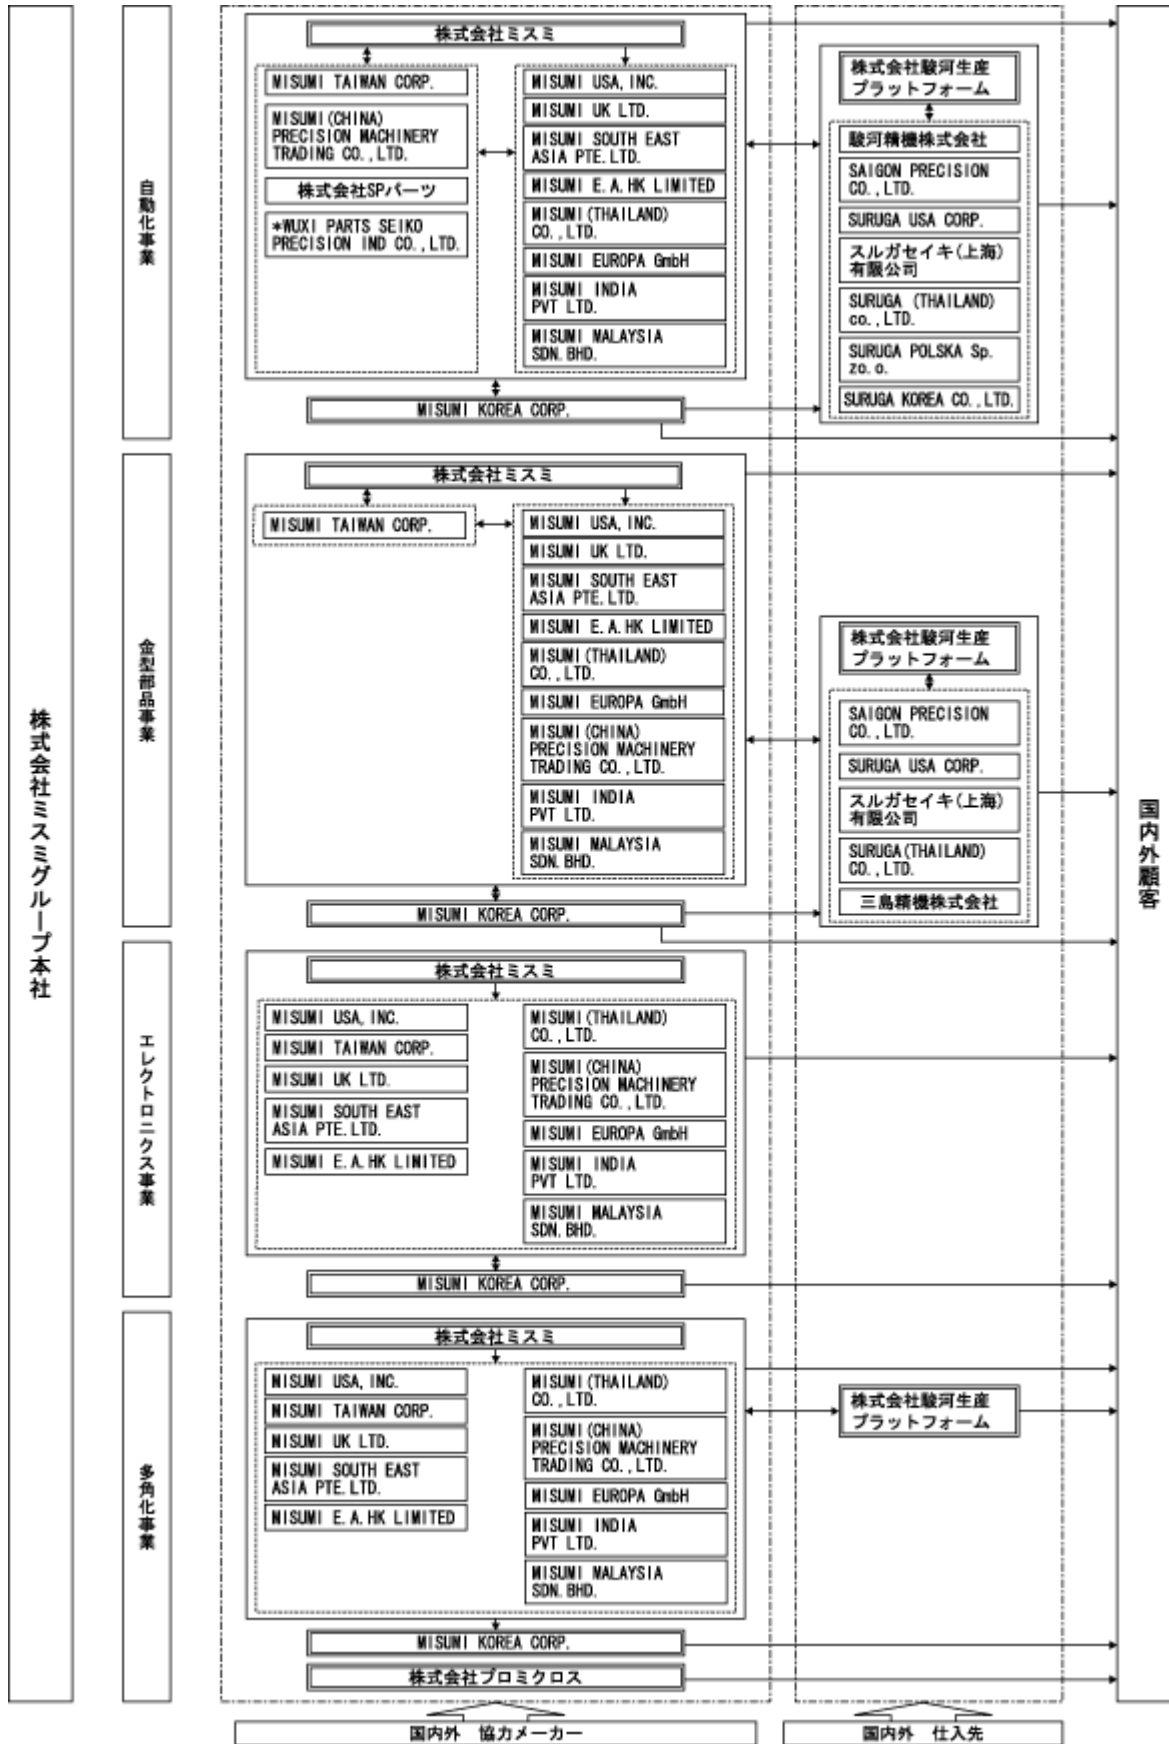 株式会社ミスミグループ本社
自動化事業
株式会社ミスミ
MISUMI TAIWAN CORP.
MISUMI(CHINA)
PRECISION MACHINERY
TRADING CO.,LTD.
株式会社SPパーツ
*WUXI PARTS SEIKO
PRECISION IND CO.,LTD.
MISUMI USA,INC.
MISUMI UK LTD.
MISUMI SOUTH EAST
ASIA PTE.LTD.
MISUMI E.A.HK LIMITED
MISUMI(THAILAND)
CO.,LTD.
MISUMI EUROPA GmbH
MISUMI INDIA
PVT LTD.
MISUMI MALAYSIA
SDN.BHD.
MISUMI KOREA CORP.
株式会社駿河生産
プラットフォーム
駿河精機株式会社
SAIGON PRECISION
CO.,LTD.
SURUGA USA CORP.
スルガセイキ(上海)
有限公司
SURUGA (THAILAND)
co.,LTD.
SURUGA POLSKA Sp.
zo.o.
SURUGA KOREA CO.,LTD.
金型部品事業
株式会社ミスミ
MISUMI TAIWAN CORP.
MISUMI USA,INC.
MISUMI UK LTD.
MISUMI SOUTH EAST
ASIA PTE.LTD.
MISUMI E.A.HK LIMITED
MISUMI(THAILAND)
CO.,LTD.
MISUMI EUROPA GmbH
MISUMI(CHINA)
PRECISION MACHINERY
TRADING CO.,LTD.
MISUMI INDIA
PVT LTD.
MISUMI MALAYSIA
SDN.BHD.
MISUMI KOREA CORP.
株式会社駿河生産
プラットフォーム
SAIGON PRECISION
CO.,LTD.
SURUGA USA CORP.
スルガセイキ(上海)
有限公司
SURUGA(THAILAND)
CO.,LTD.
三島精機株式会社
エレクトロニクス事業
株式会社ミスミ
MISUMI USA,INC.
MISUMI TAIWAN CORP.
MISUMI UK LTD.
MISUMI SOUTH EAST
ASIA PTE.LTD.
MISUMI E.A.HK LIMITED
MISUMI(THAILAND)
CO.,LTD.
MISUMI(CHINA)
PRECISION MACHINERY
TRADING CO.,LTD.
MISUMI EUROPA GmbH
MISUMI INDIA
PVT LTD.
MISUMI MALAYSIA
SDN.BHD.
MISUMI KOREA CORP.
多角化事業
株式会社ミスミ
MISUMI USA,INC.
MISUMI TAIWAN CORP.
MISUMI UK LTD.
MISUMI SOUTH EAST
ASIA PTE.LTD.
MISUMI E.A.HK LIMITED
MISUMI(THAILAND)
CO.,LTD.
MISUMI(CHINA)
PRECISION MACHINERY
TRADING CO.,LTD.
MISUMI EUROPA GmbH
MISUMI INDIA
PVT LTD.
MISUMI MALAYSIA
SDN.BHD.
MISUMI KOREA CORP.
株式会社プロミクロス
株式会社駿河生産
プラットフォーム
国内外顧客
国内外 協力メーカー
国内外 仕入先